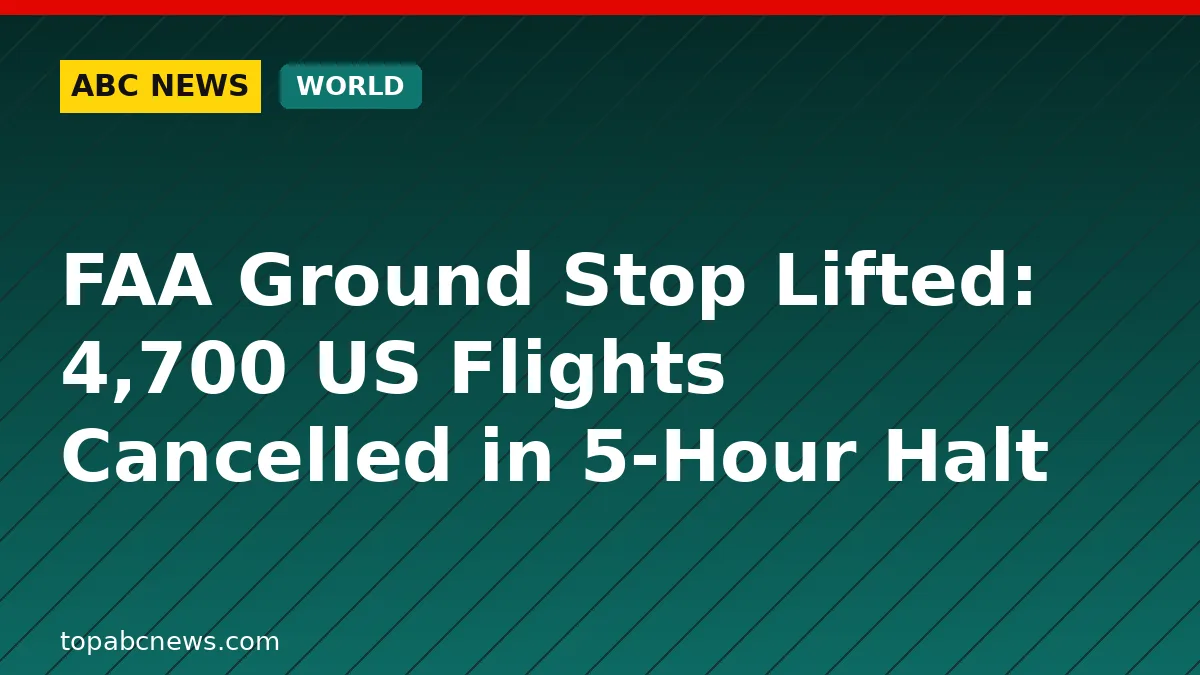 ABC NEWS
WORLD
FAA Ground Stop Lifted:
4,700 US Flights
Cancelled in 5-Hour Halt
topabcnews.com